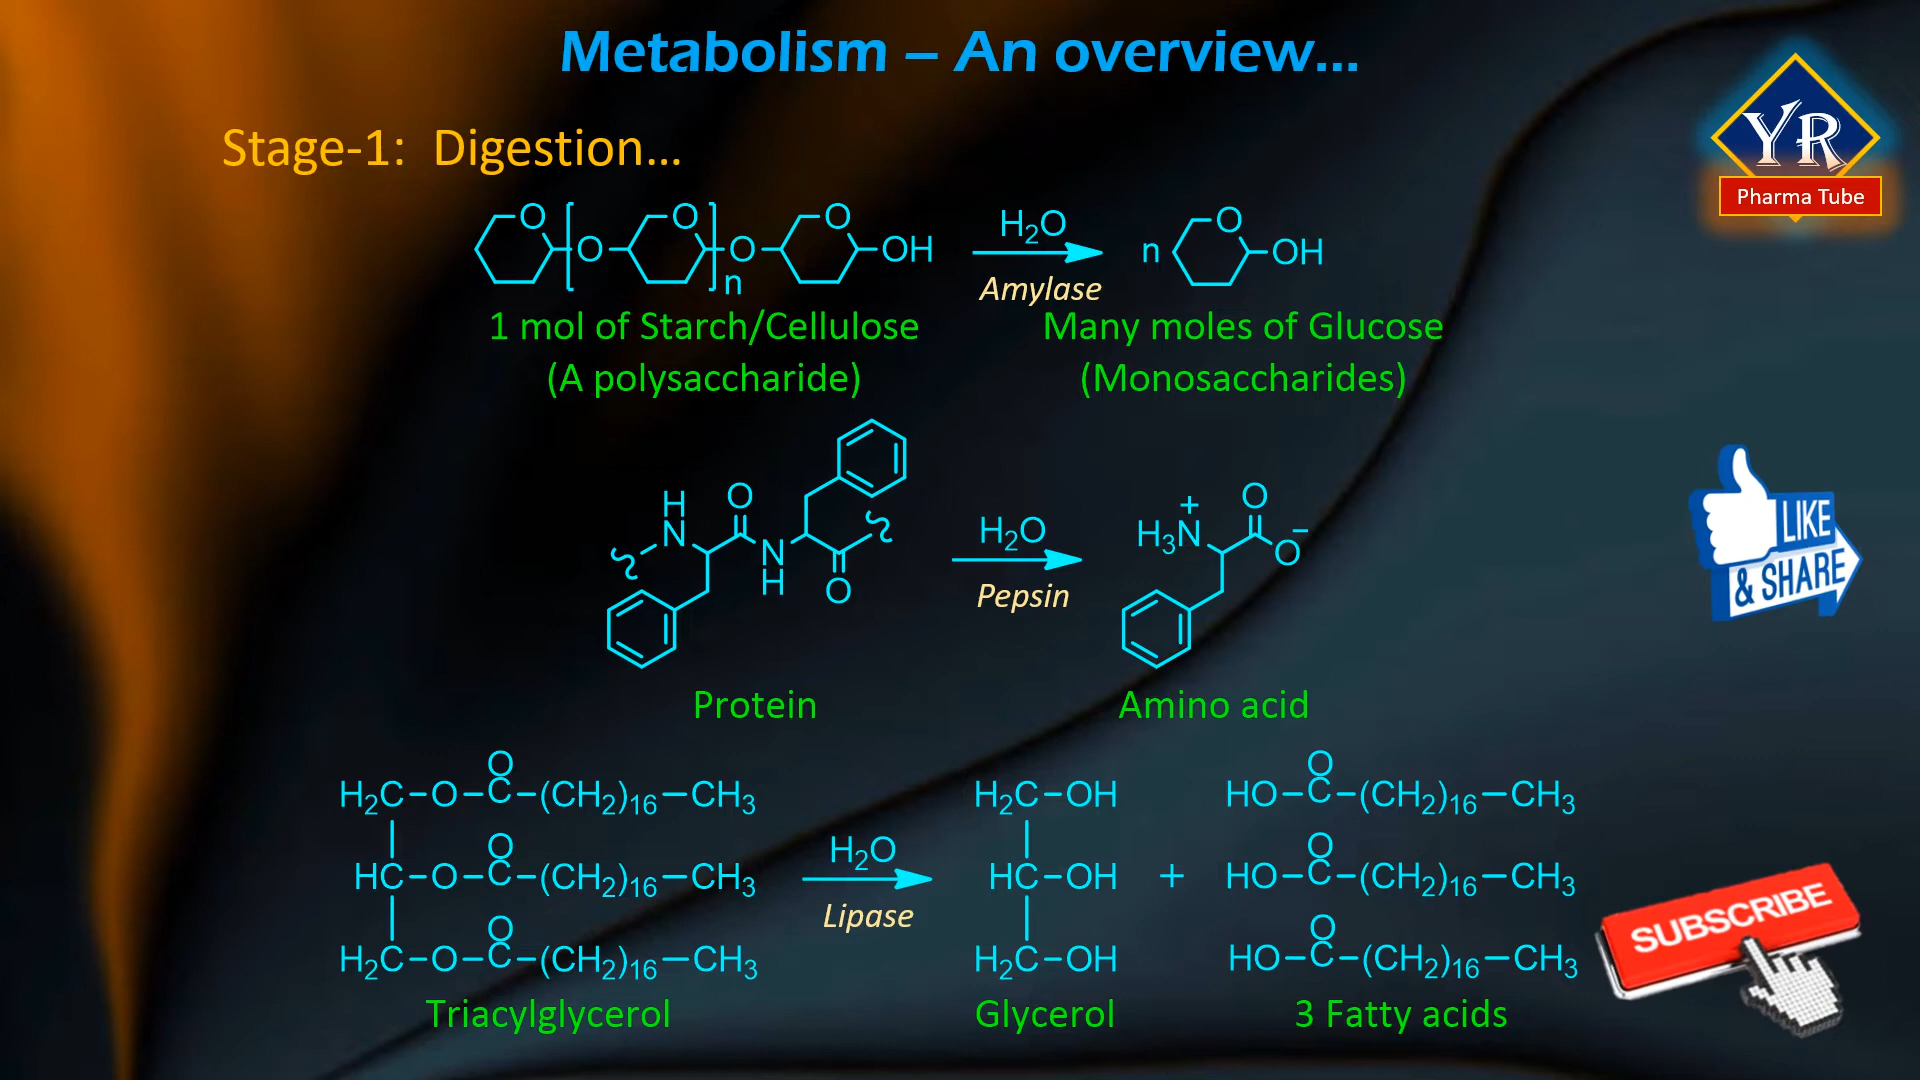 Metabolism – An overview...
YR
Pharma Tube
Stage-1: Digestion...
O [ O O ]n O O OH
H2O
Amylase
n O OH
1 mol of Starch/Cellulose
(A polysaccharide)
Many moles of Glucose
(Monosaccharides)
H
N
O
N
H
O
H2O
Pepsin
H3N+
O
O−
LIKE
& SHARE
Protein
Amino acid
H2C−O−C−(CH2)16−CH3
O
HC−O−C−(CH2)16−CH3
O
H2C−O−C−(CH2)16−CH3
O
H2O
Lipase
H2C−OH
HC−OH
H2C−OH
+
HO−C−(CH2)16−CH3
O
HO−C−(CH2)16−CH3
O
HO−C−(CH2)16−CH3
O
SUBSCRIBE
Triacylglycerol
Glycerol
3 Fatty acids